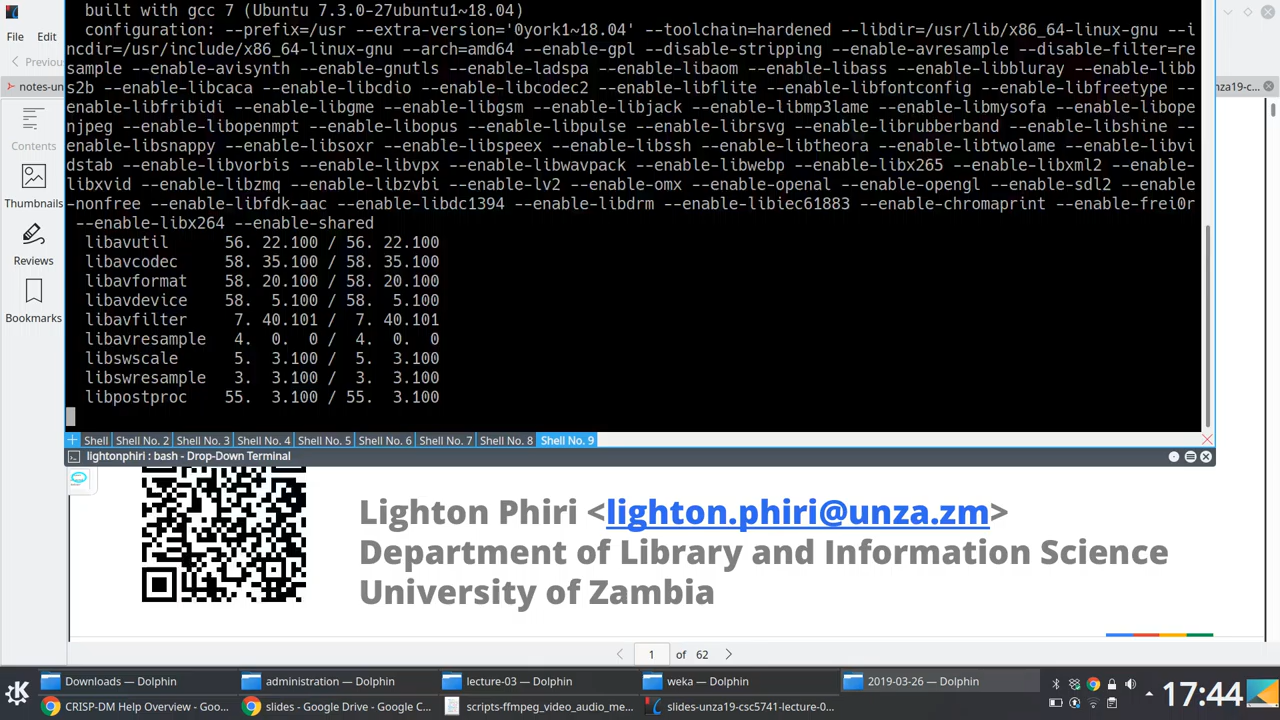 built with gcc 7 (Ubuntu 7.3.0-27ubuntu1~18.04)
configuration: --prefix=/usr --extra-version='0york1~18.04' --toolchain=hardened --libdir=/usr/lib/x86_64-linux-gnu --i
ncdir=/usr/include/x86_64-linux-gnu --arch=amd64 --enable-gpl --disable-stripping --enable-avresample --disable-filter=re
sample --enable-avisynth --enable-gnutls --enable-ladspa --enable-libaom --enable-libass --enable-libbluray --enable-libb
s2b --enable-libcaca --enable-libcdio --enable-libcodec2 --enable-libflite --enable-libfontconfig --enable-libfreetype --
enable-libfribidi --enable-libgme --enable-libgsm --enable-libjack --enable-libmp3lame --enable-libmysofa --enable-libope
njpeg --enable-libopenmpt --enable-libopus --enable-libpulse --enable-librsvg --enable-librubberband --enable-libshine --
enable-libsnappy --enable-libsoxr --enable-libspeex --enable-libssh --enable-libtheora --enable-libtwolame --enable-libvi
dstab --enable-libvorbis --enable-libvpx --enable-libwavpack --enable-libwebp --enable-libx265 --enable-libxml2 --enable-
libxvid --enable-libzmq --enable-libzvbi --enable-lv2 --enable-omx --enable-openal --enable-opengl --enable-sdl2 --enable
-nonfree --enable-libfdk-aac --enable-libdc1394 --enable-libdrm --enable-libiec61883 --enable-chromaprint --enable-frei0r
--enable-libx264 --enable-shared
libavutil 56. 22.100 / 56. 22.100
libavcodec 58. 35.100 / 58. 35.100
libavformat 58. 20.100 / 58. 20.100
libavdevice 58. 5.100 / 58. 5.100
libavfilter 7. 40.101 / 7. 40.101
libavresample 4. 0. 0 / 4. 0. 0
libswscale 5. 3.100 / 5. 3.100
libswresample 3. 3.100 / 3. 3.100
libpostproc 55. 3.100 / 55. 3.100
File Edit
Previou
notes-un
nza19-c...
Contents
Thumbnails
Reviews
Bookmarks
Shell Shell No. 2 Shell No. 3 Shell No. 4 Shell No. 5 Shell No. 6 Shell No. 7 Shell No. 8 Shell No. 9
lightonphiri : bash - Drop-Down Terminal
Lighton Phiri <lighton.phiri@unza.zm>
Department of Library and Information Science
University of Zambia
1 of 62
Downloads — Dolphin administration — Dolphin lecture-03 — Dolphin weka — Dolphin 2019-03-26 — Dolphin
CRISP-DM Help Overview - Goo... slides - Google Drive - Google C... scripts-ffmpeg_video_audio_me... slides-unza19-csc5741-lecture-0...
17:44